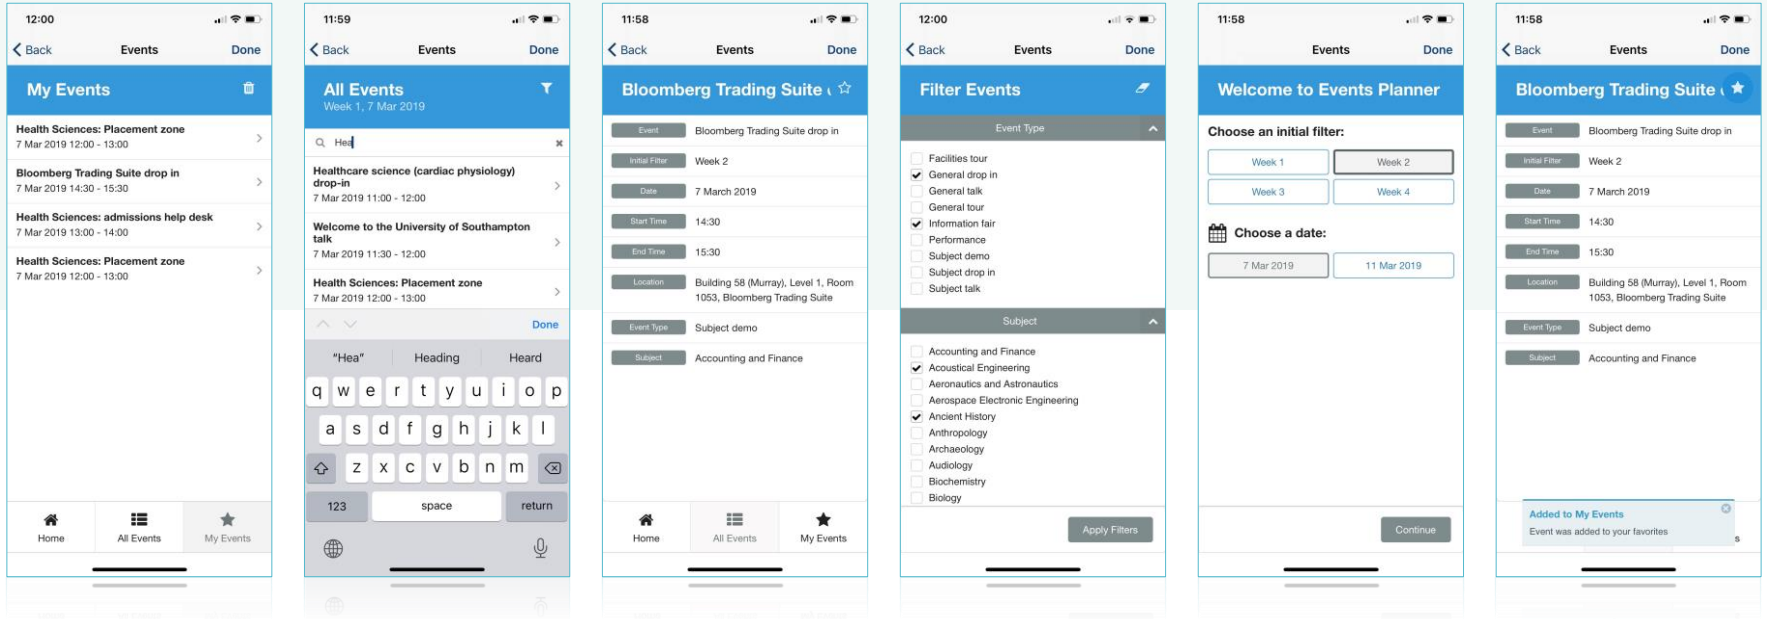 12:00
Back Events Done
My Events
Health Sciences: Placement zone
7 Mar 2019 12:00 - 13:00
Bloomberg Trading Suite drop in
7 Mar 2019 14:30 - 15:30
Health Sciences: admissions help desk
7 Mar 2019 13:00 - 14:00
Health Sciences: Placement zone
7 Mar 2019 12:00 - 13:00
Home All Events My Events
11:59
Back Events Done
All Events
Week 1, 7 Mar 2019
Hea
Healthcare science (cardiac physiology)
drop-in
7 Mar 2019 11:00 - 12:00
Welcome to the University of Southampton
talk
7 Mar 2019 11:30 - 12:00
Health Sciences: Placement zone
7 Mar 2019 12:00 - 13:00
Done
"Hea" Heading Heard
q w e r t y u i o p
a s d f g h j k l
z x c v b n m
123 space return
11:58
Back Events Done
Bloomberg Trading Suite
Event Bloomberg Trading Suite drop in
Initial Filter Week 2
Date 7 March 2019
Start Time 14:30
End Time 15:30
Location Building 58 (Murray), Level 1, Room
1053, Bloomberg Trading Suite
Event Type Subject demo
Subject Accounting and Finance
Home All Events My Events
12:00
Back Events Done
Filter Events
Event Type
Facilities tour
General drop in
General talk
General tour
Information fair
Performance
Subject demo
Subject drop in
Subject talk
Subject
Accounting and Finance
Acoustical Engineering
Aeronautics and Astronautics
Aerospace Electronic Engineering
Ancient History
Anthropology
Archaeology
Audiology
Biochemistry
Biology
Apply Filters
11:58
Events Done
Welcome to Events Planner
Choose an initial filter:
Week 1 Week 2
Week 3 Week 4
Choose a date:
7 Mar 2019 11 Mar 2019
Continue
11:58
Back Events Done
Bloomberg Trading Suite
Event Bloomberg Trading Suite drop in
Initial Filter Week 2
Date 7 March 2019
Start Time 14:30
End Time 15:30
Location Building 58 (Murray), Level 1, Room
1053, Bloomberg Trading Suite
Event Type Subject demo
Subject Accounting and Finance
Added to My Events
Event was added to your favorites
s